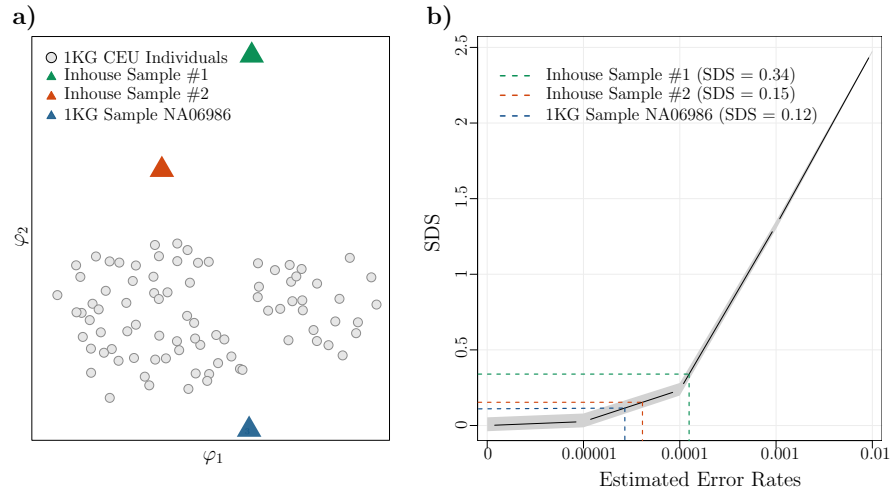 a)
1KG CEU Individuals
Inhouse Sample #1
Inhouse Sample #2
1KG Sample NA06986
φ2
φ1
b)
Inhouse Sample #1 (SDS = 0.34)
Inhouse Sample #2 (SDS = 0.15)
1KG Sample NA06986 (SDS = 0.12)
SDS
2.5
2
1.5
1
0.5
0
0 0.00001 0.0001 0.001 0.01
Estimated Error Rates